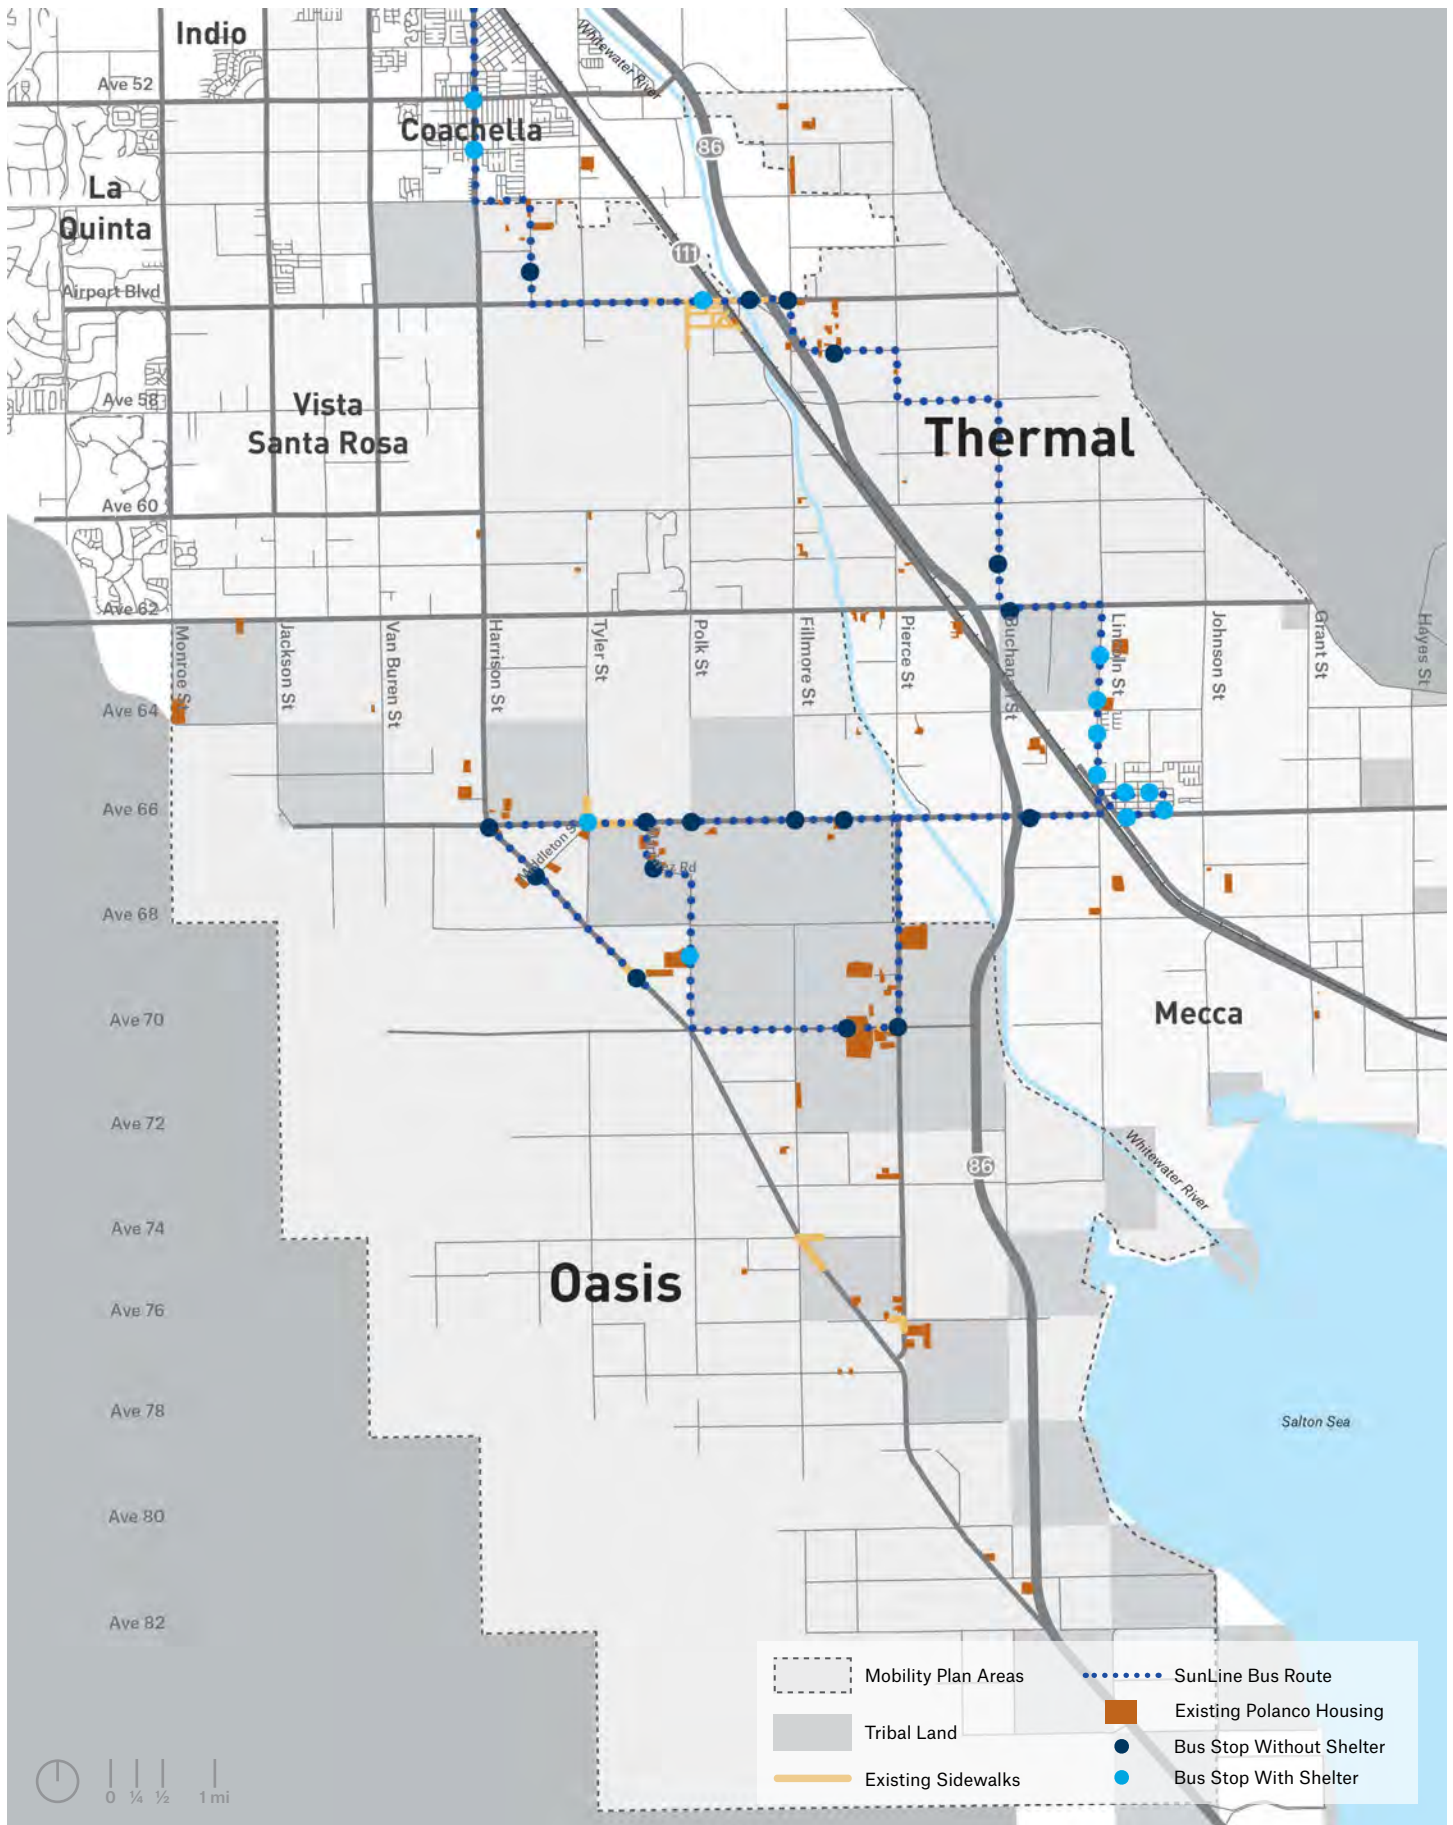 Indio
Whitewater River
Ave 52
Coachella
86
La
Quinta
111
Airport Blvd
Ave 58
Vista
Santa Rosa
Thermal
Ave 60
Ave 62
Monroe St
Jackson St
Van Buren St
Harrison St
Tyler St
Polk St
Fillmore St
Pierce St
Lincoln St
Johnson St
Grant St
Hayes St
Ave 64
Ave 66
Middleton St
Rd
Ave 68
Ave 70
Mecca
Ave 72
Whitewater River
86
Ave 74
Oasis
Ave 76
Ave 78
Salton Sea
Ave 80
Ave 82
Mobility Plan Areas
Tribal Land
Existing Sidewalks
SunLine Bus Route
Existing Polanco Housing
Bus Stop Without Shelter
Bus Stop With Shelter
0 ¼ ½ 1 mi